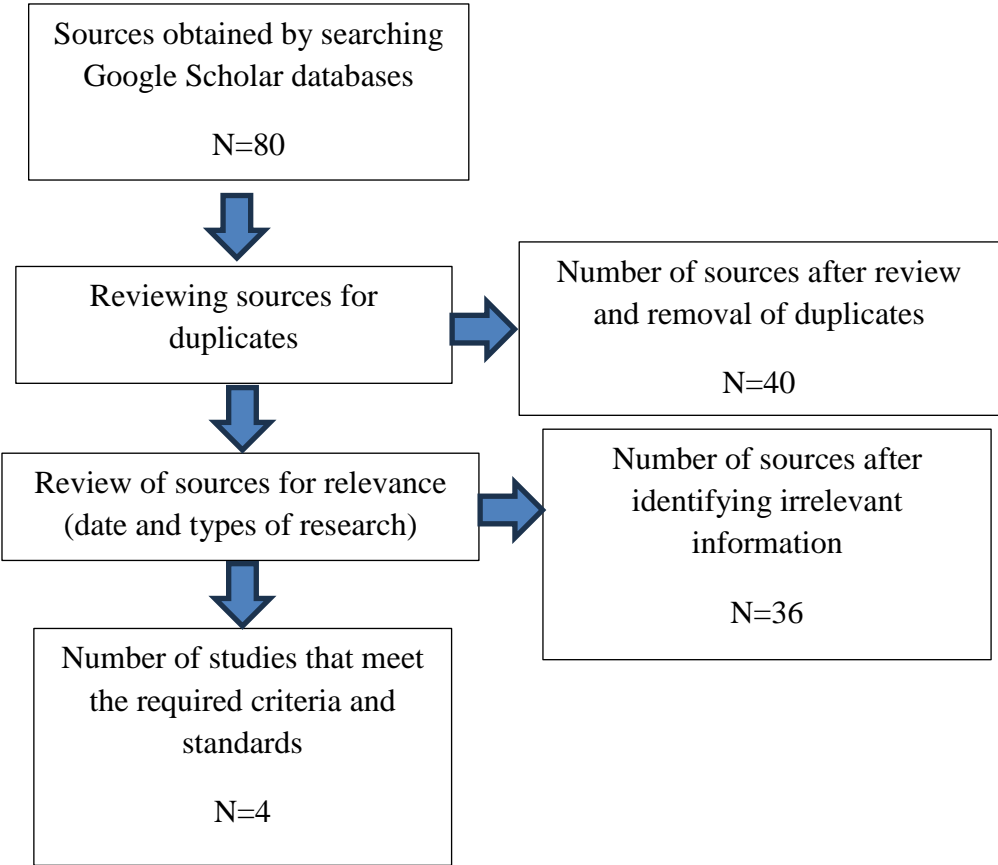 Sources obtained by searching
Google Scholar databases
N=80
Reviewing sources for
duplicates
Number of sources after review
and removal of duplicates
N=40
Review of sources for relevance
(date and types of research)
Number of sources after
identifying irrelevant
information
N=36
Number of studies that meet
the required criteria and
standards
N=4